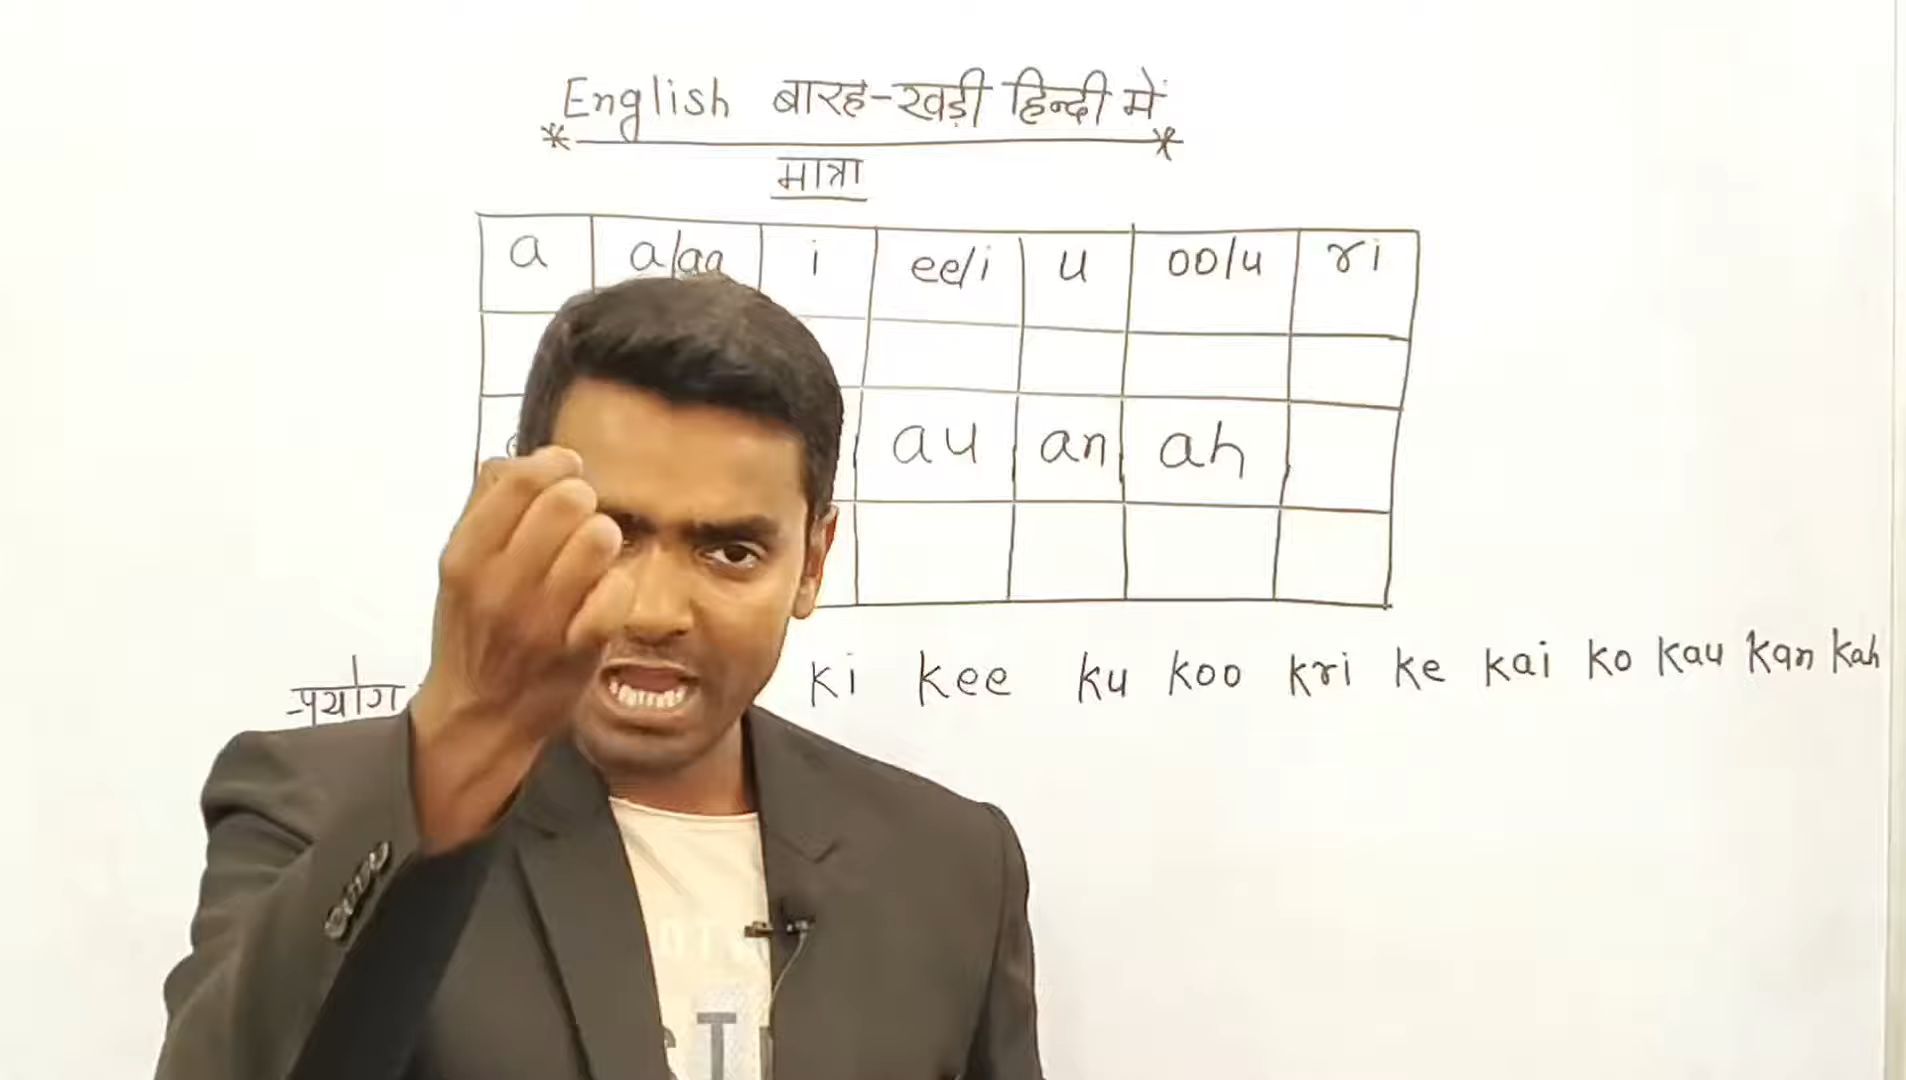 English बारह-खड़ी हिन्दी में
मात्रा
a a/aa i ee/i u oo/u ri
au an ah
प्रयोग ki kee ku koo kri ke kai ko kau kan kah